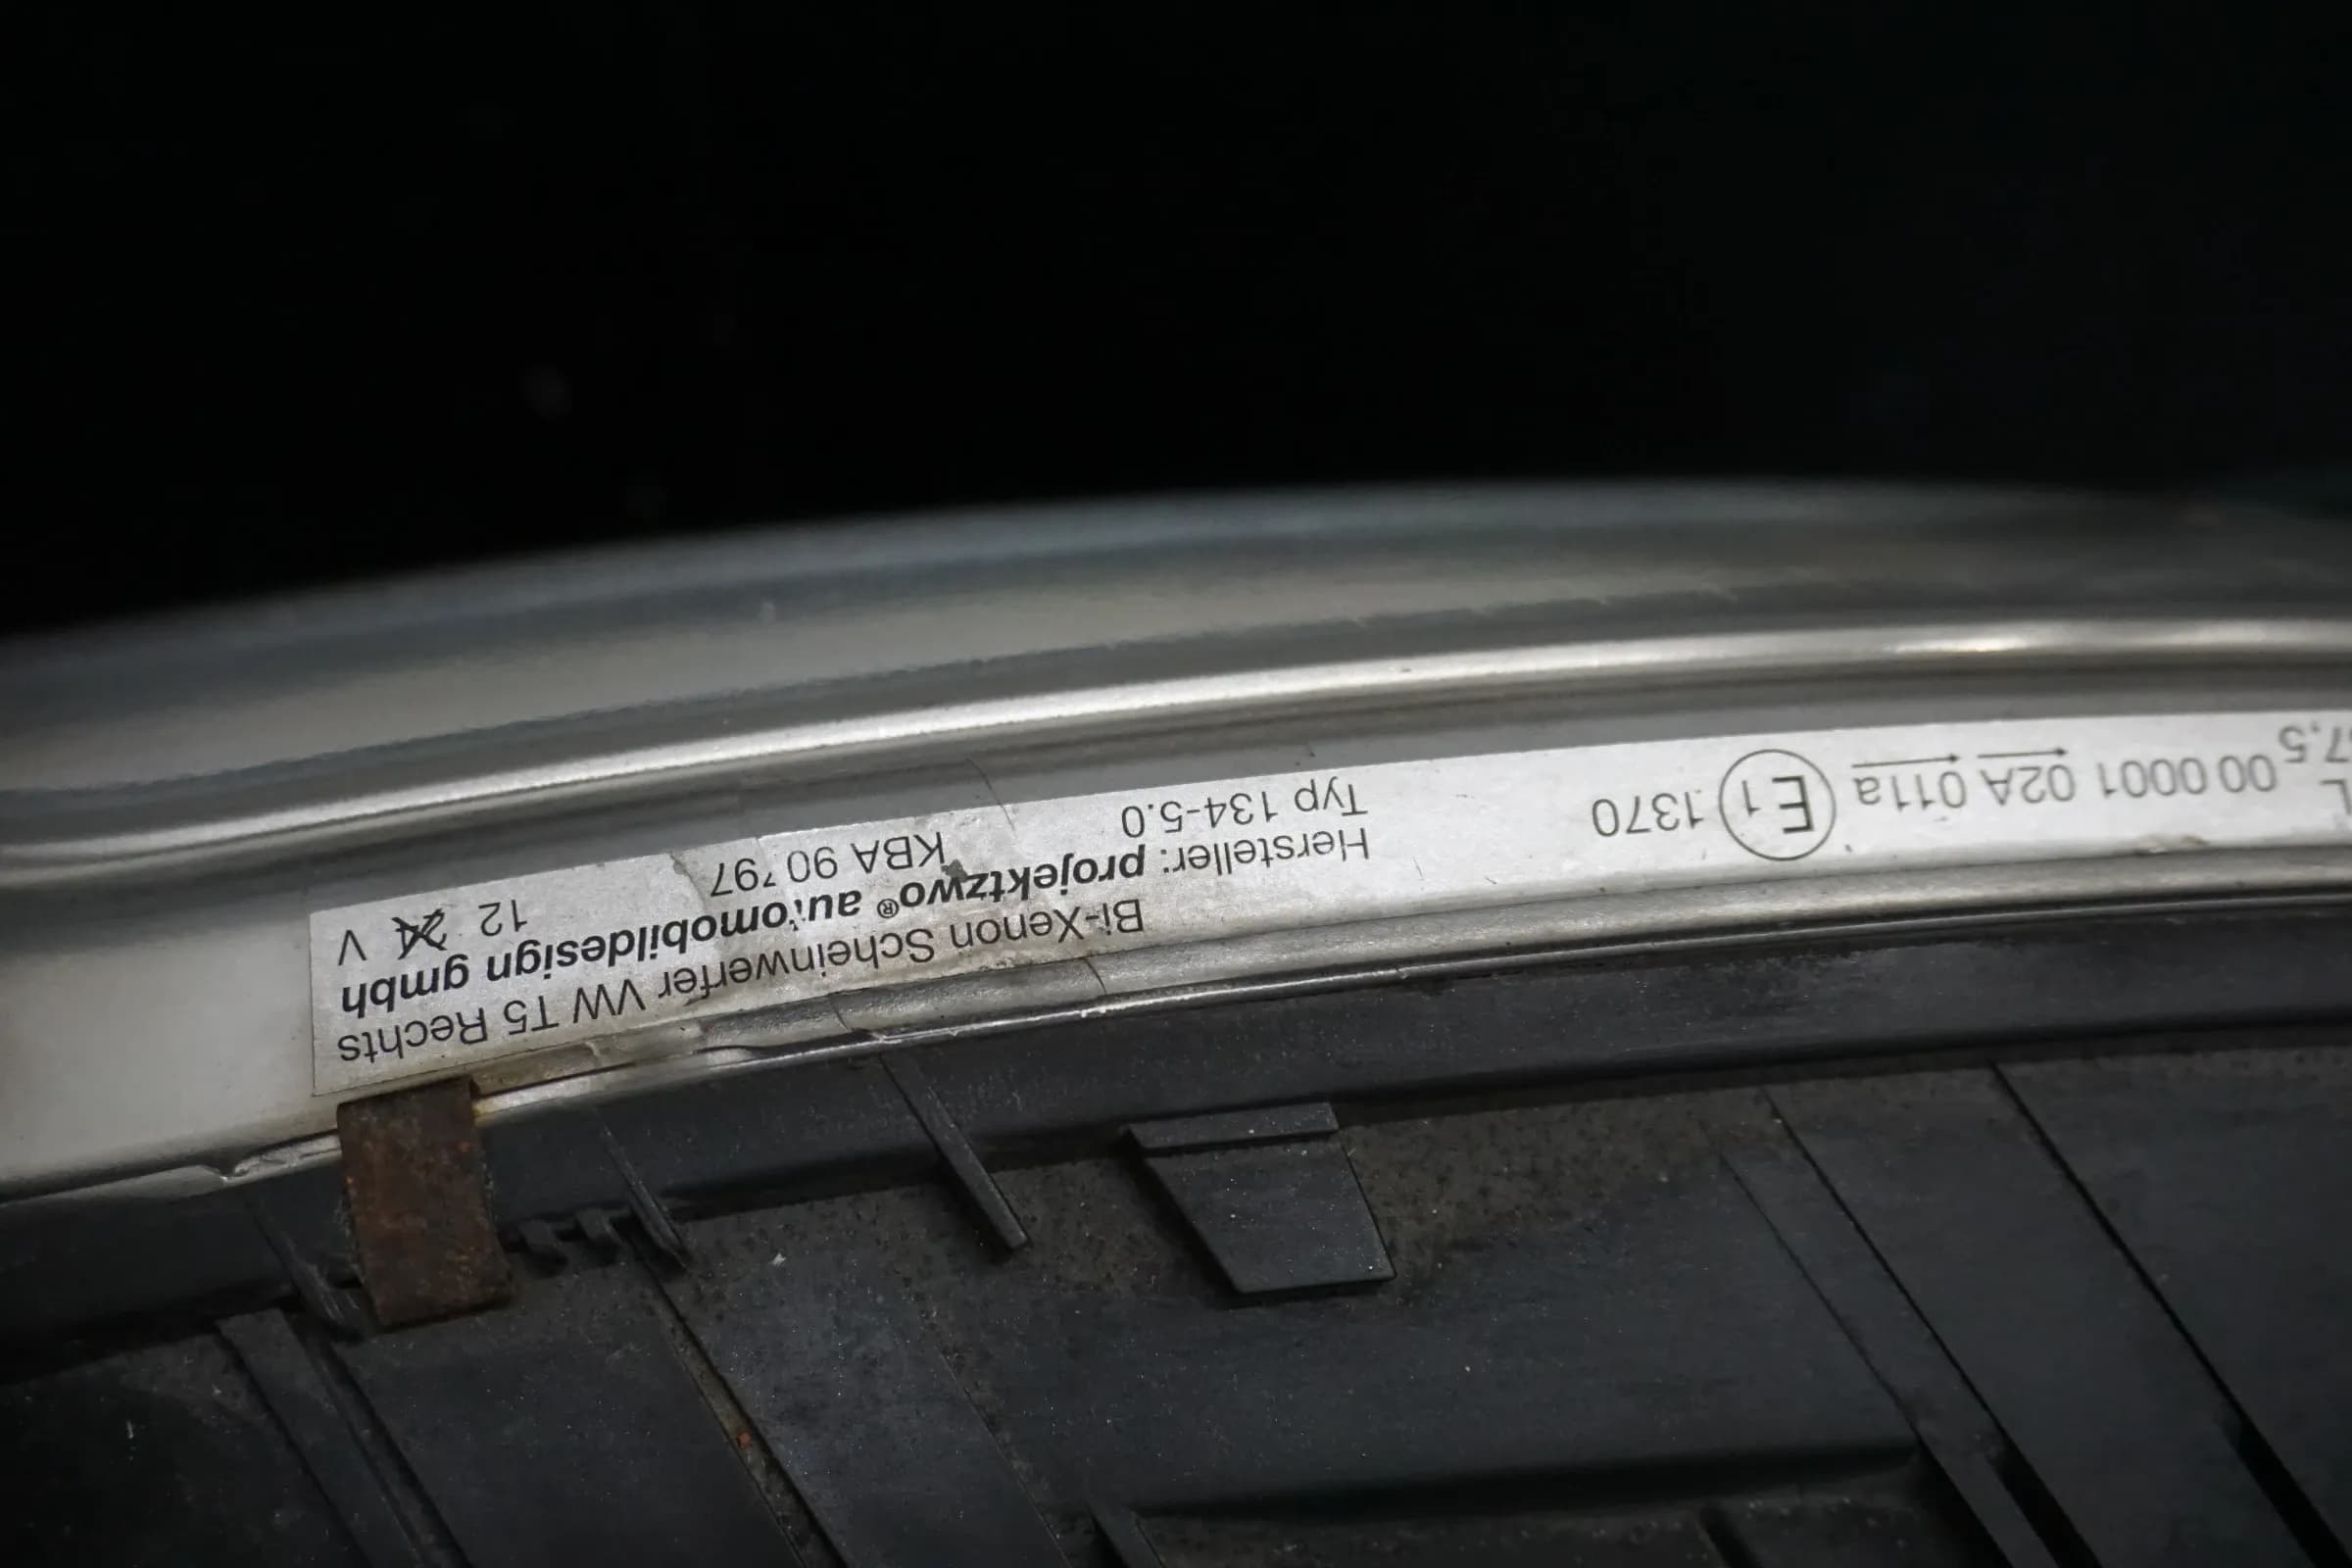 Bi-Xenon Scheinwerfer VW T5 Rechts
Hersteller: projektzwo® automobildesign gmbh
Typ 134-5.0 KBA 90 797 12 24 V
7.5 00 0001 02A 011a E1 1370